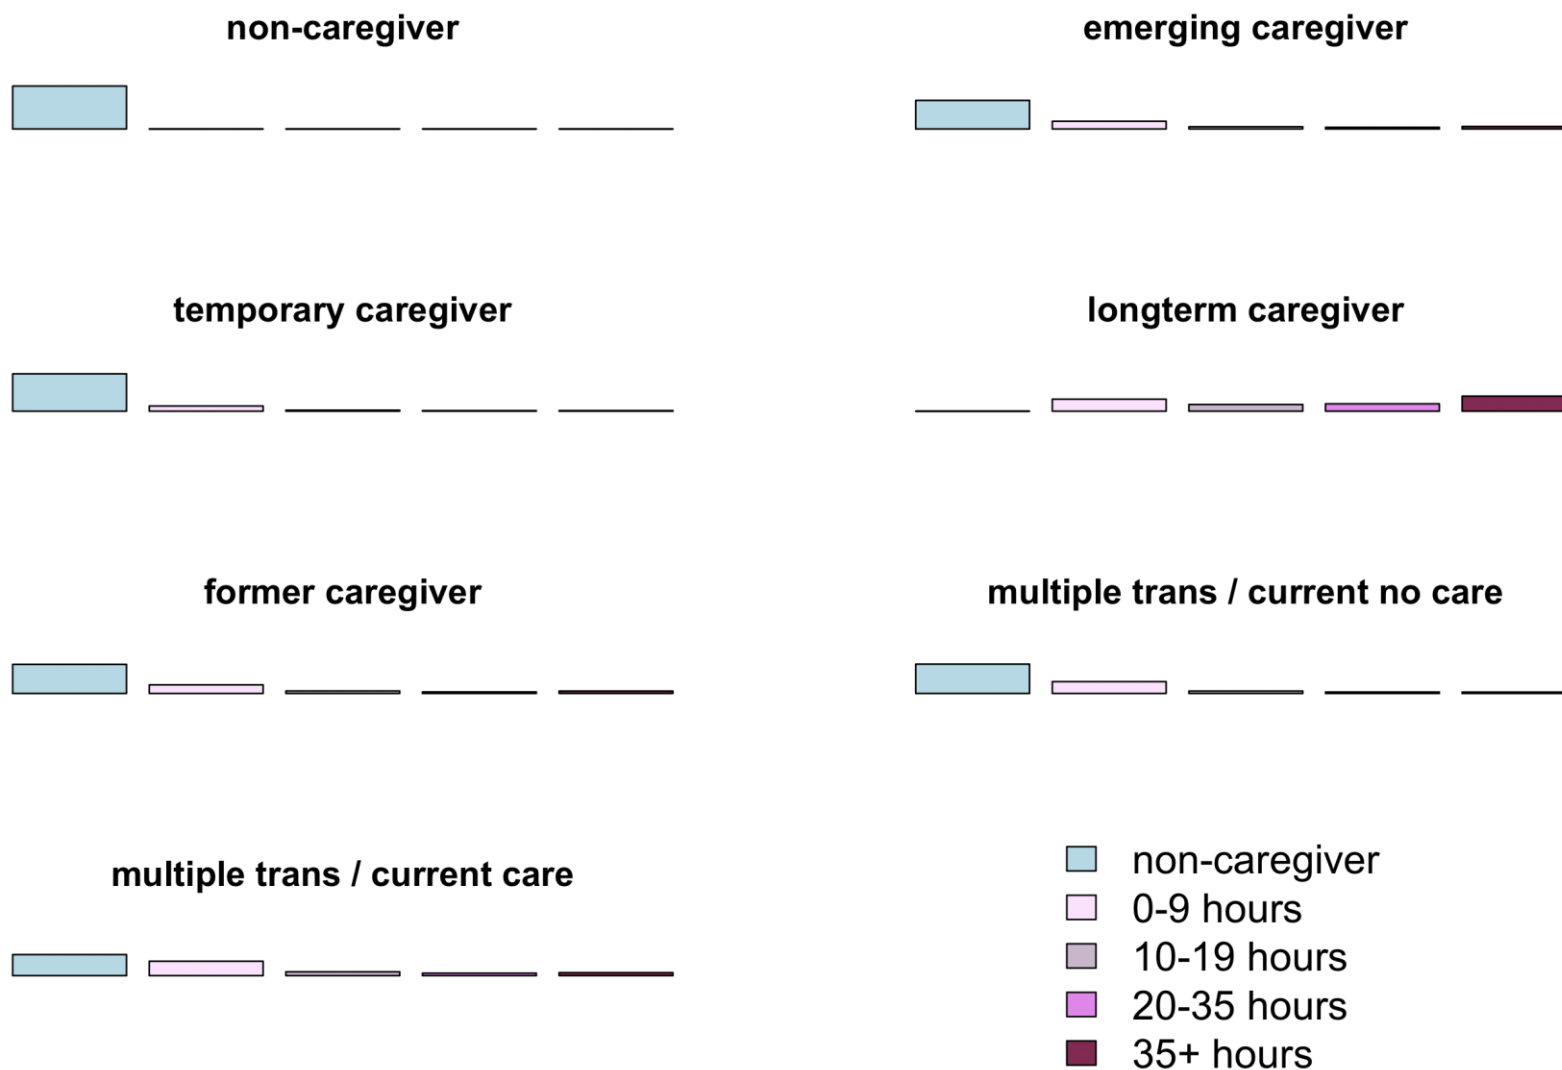 non-caregiver
emerging caregiver
temporary caregiver
longterm caregiver
former caregiver
multiple trans / current no care
multiple trans / current care
non-caregiver
0-9 hours
10-19 hours
20-35 hours
35+ hours